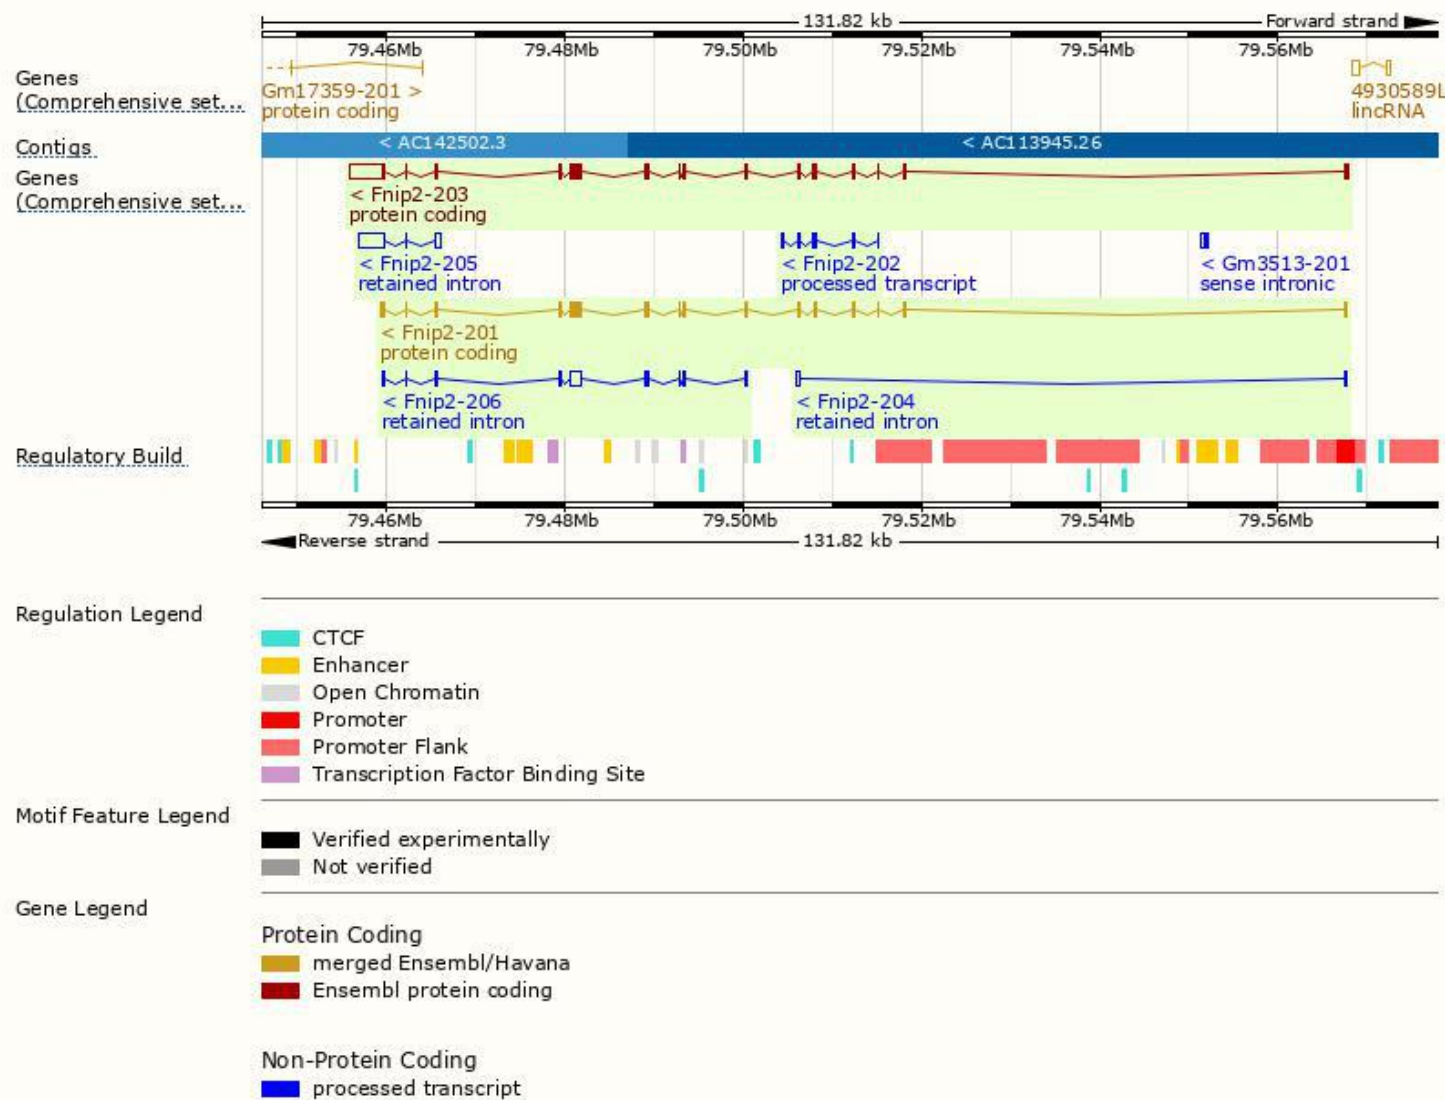 131.82 kb
Forward strand
79.46Mb 79.48Mb 79.50Mb 79.52Mb 79.54Mb 79.56Mb
Genes
(Comprehensive set...
Gm17359-201 >
protein coding
4930589L
lincRNA
Contigs
< AC142502.3
< AC113945.26
Genes
(Comprehensive set...
< Fnip2-203
protein coding
< Fnip2-205
retained intron
< Fnip2-202
processed transcript
< Gm3513-201
sense intronic
< Fnip2-201
protein coding
< Fnip2-206
retained intron
< Fnip2-204
retained intron
Regulatory Build
79.46Mb 79.48Mb 79.50Mb 79.52Mb 79.54Mb 79.56Mb
Reverse strand
131.82 kb
Regulation Legend
CTCF
Enhancer
Open Chromatin
Promoter
Promoter Flank
Transcription Factor Binding Site
Motif Feature Legend
Verified experimentally
Not verified
Gene Legend
Protein Coding
merged Ensembl/Havana
Ensembl protein coding
Non-Protein Coding
processed transcript